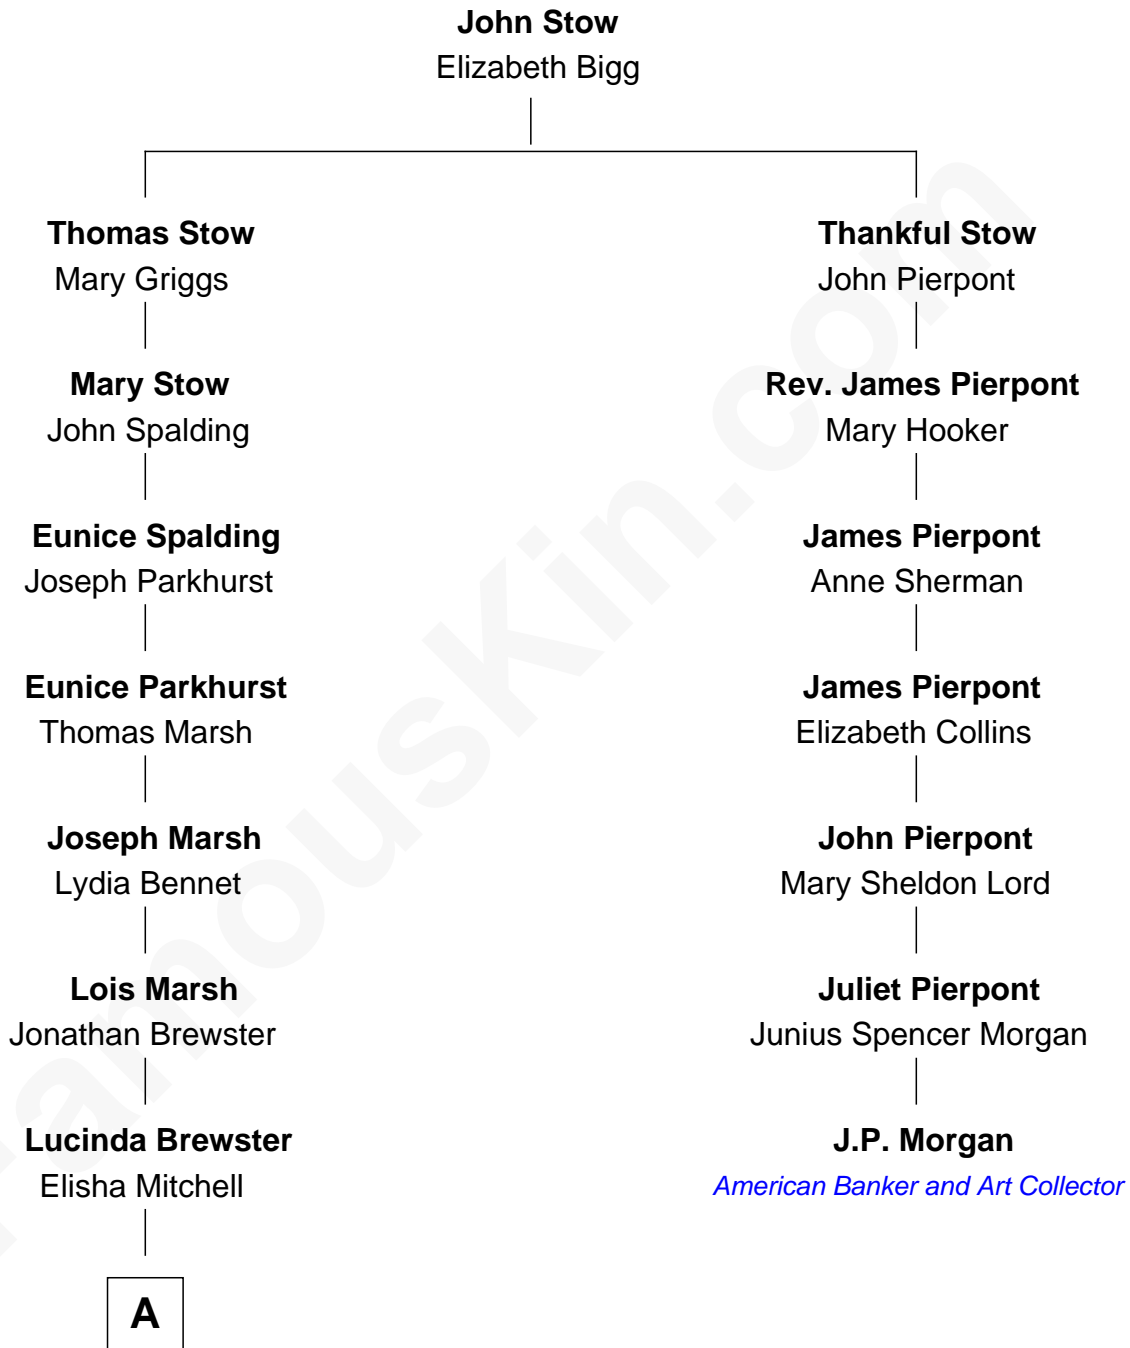 John Stow
Elizabeth Bigg
Thomas Stow
Mary Griggs
Thankful Stow
John Pierpont
Mary Stow
John Spalding
Rev. James Pierpont
Mary Hooker
Eunice Spalding
Joseph Parkhurst
James Pierpont
Anne Sherman
Eunice Parkhurst
Thomas Marsh
James Pierpont
Elizabeth Collins
Joseph Marsh
Lydia Bennet
John Pierpont
Mary Sheldon Lord
Lois Marsh
Jonathan Brewster
Juliet Pierpont
Junius Spencer Morgan
Lucinda Brewster
Elisha Mitchell
J.P. Morgan
American Banker and Art Collector
A
FamousKin.com